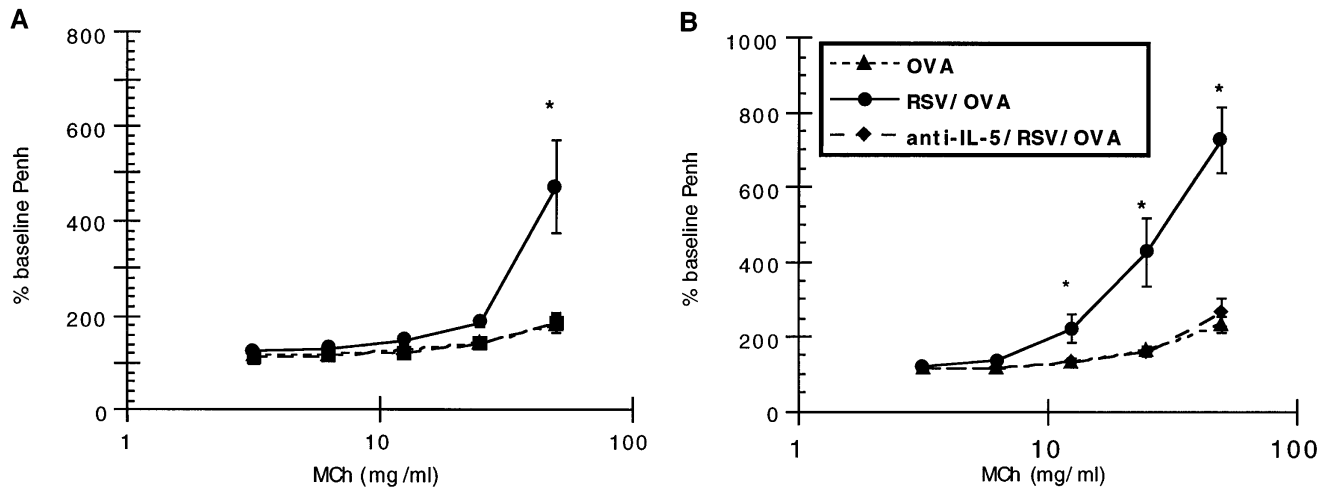 A
800
600
400
200
0
% baseline Penh
*
1
10
100
MCh (mg /ml)
B
1000
800
600
400
200
0
% baseline Penh
OVA
RSV/ OVA
anti-IL-5/ RSV/ OVA
*
*
*
1
10
100
MCh (mg/ ml)